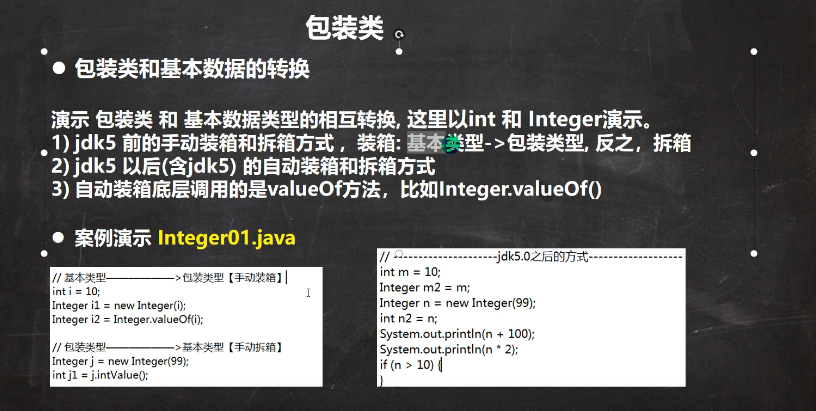 包装类
● 包装类和基本数据的转换
演示 包装类 和 基本数据类型的相互转换, 这里以int 和 Integer演示。
1) jdk5 前的手动装箱和拆箱方式 ，装箱: 基本类型->包装类型, 反之，拆箱
2) jdk5 以后(含jdk5) 的自动装箱和拆箱方式
3) 自动装箱底层调用的是valueOf方法，比如Integer.valueOf()
● 案例演示 Integer01.java
// 基本类型——————>包装类型【手动装箱】
int i = 10;
Integer i1 = new Integer(i);
Integer i2 = Integer.valueOf(i);
// 包装类型——————>基本类型【手动拆箱】
Integer j = new Integer(99);
int j1 = j.intValue();
// ---------------------jdk5.0之后的方式-------------------
int m = 10;
Integer m2 = m;
Integer n = new Integer(99);
int n2 = n;
System.out.println(n + 100);
System.out.println(n * 2);
if (n > 10) {
}